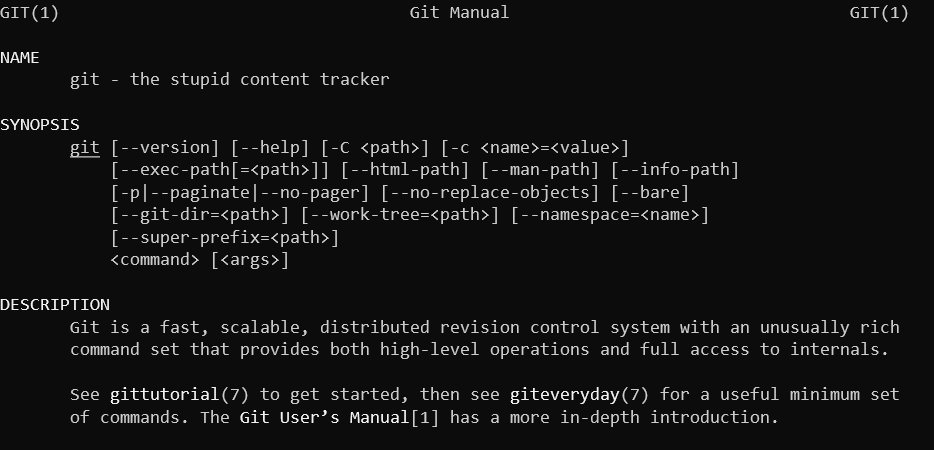 GIT(1) Git Manual GIT(1)
NAME
git - the stupid content tracker
SYNOPSIS
git [--version] [--help] [-C <path>] [-c <name>=<value>]
[--exec-path[=<path>]] [--html-path] [--man-path] [--info-path]
[-p|--paginate|--no-pager] [--no-replace-objects] [--bare]
[--git-dir=<path>] [--work-tree=<path>] [--namespace=<name>]
[--super-prefix=<path>]
<command> [<args>]
DESCRIPTION
Git is a fast, scalable, distributed revision control system with an unusually rich
command set that provides both high-level operations and full access to internals.
See gittutorial(7) to get started, then see giteveryday(7) for a useful minimum set
of commands. The Git User’s Manual[1] has a more in-depth introduction.